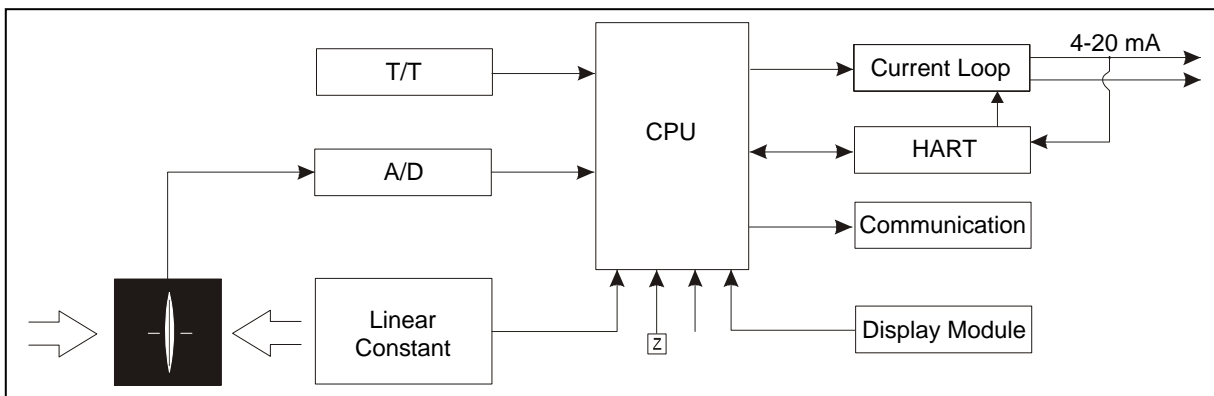 4-20 mA
T/T
CPU
Current Loop
HART
A/D
Communication
Linear
Constant
Z
Display Module